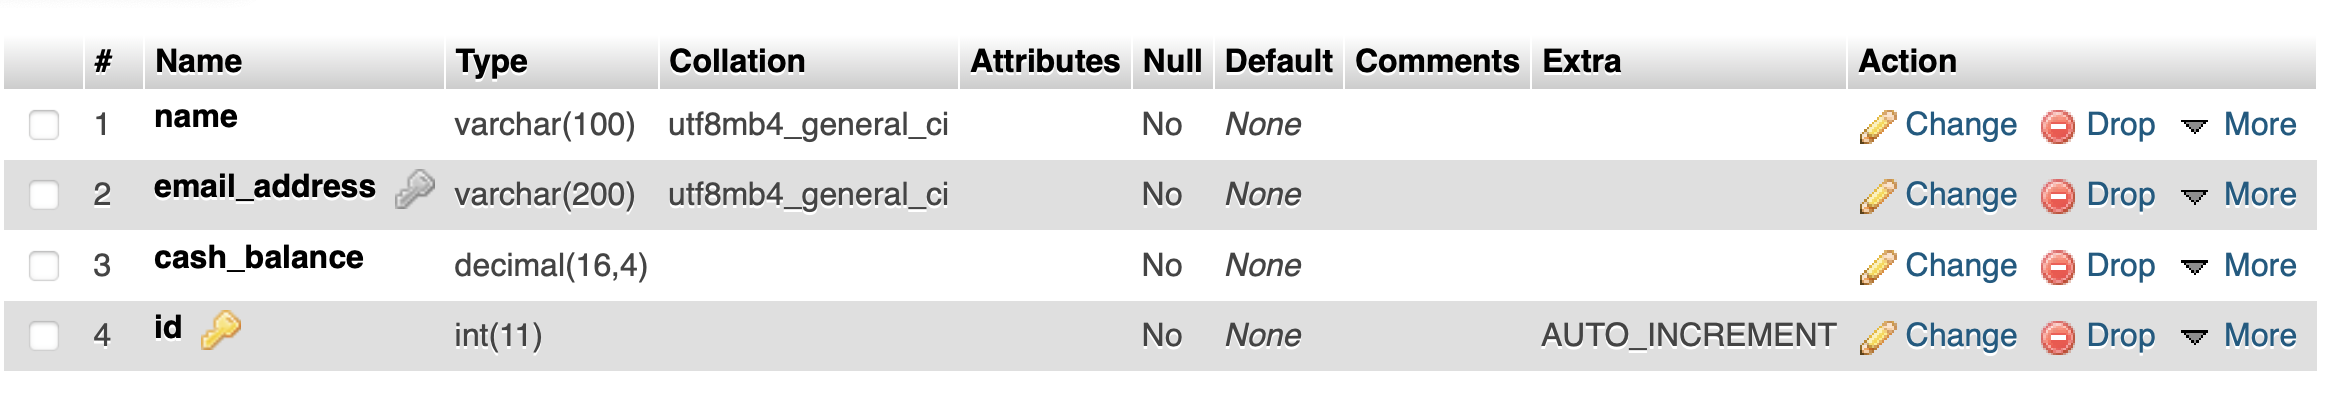 # Name Type Collation Attributes Null Default Comments Extra Action
1 name varchar(100) utf8mb4_general_ci No None Change Drop More
2 email_address varchar(200) utf8mb4_general_ci No None Change Drop More
3 cash_balance decimal(16,4) No None Change Drop More
4 id int(11) No None AUTO_INCREMENT Change Drop More